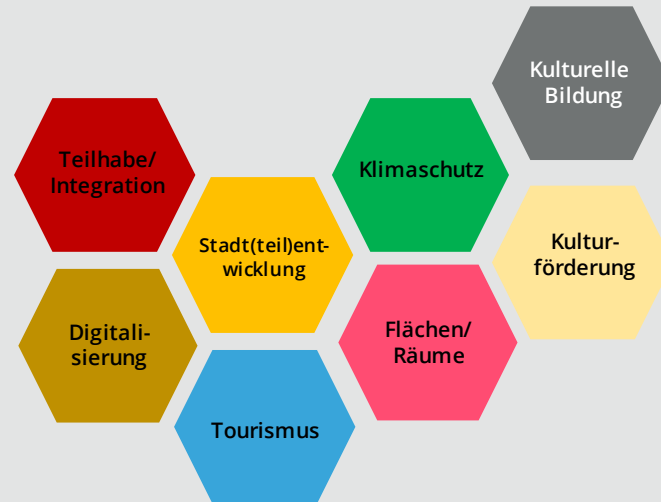 Kulturelle
Bildung
Teilhabe/
Integration
Klimaschutz
Stadt(teil)ent-
wicklung
Kultur-
förderung
Digitali-
sierung
Flächen/
Räume
Tourismus